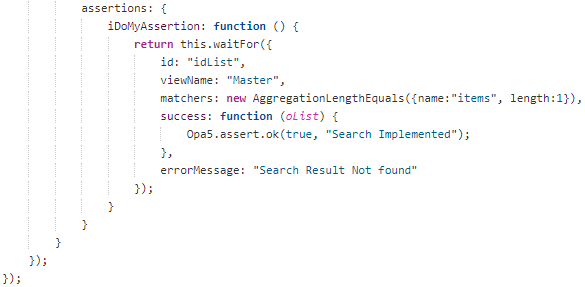 assertions: {
iDoMyAssertion: function () {
return this.waitFor({
id: "idList",
viewName: "Master",
matchers: new AggregationLengthEquals({name:"items", length:1}),
success: function (oList) {
Opa5.assert.ok(true, "Search Implemented");
},
errorMessage: "Search Result Not found"
});
}
}
}
});
});